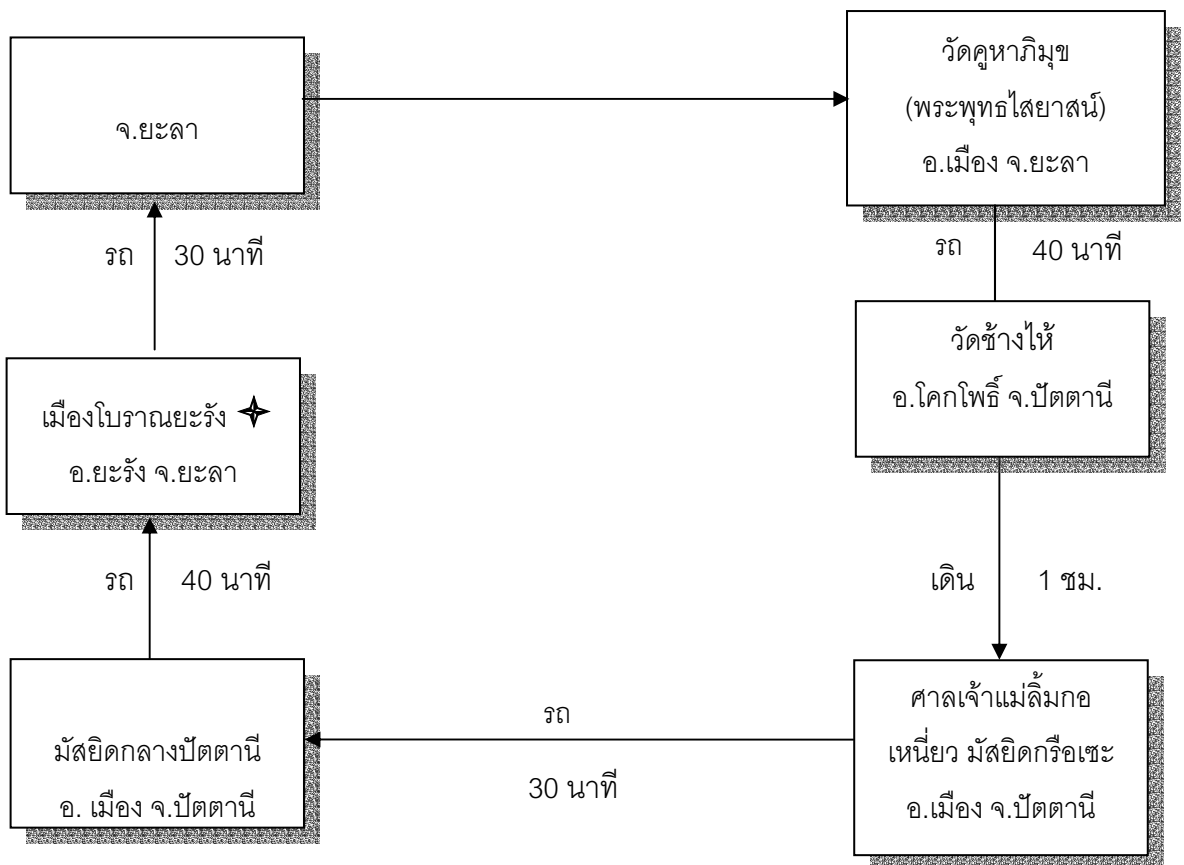 จ.ยะลา
วัดคูหาภิมุข
(พระพุทธไสยาสน์)
อ.เมือง จ.ยะลา
รถ 40 นาที
วัดช้างไห้
อ.โคกโพธิ์ จ.ปัตตานี
เดิน 1 ชม.
ศาลเจ้าแม่ลิ้มกอ
เหนี่ยว มัสยิดกรือเซะ
อ.เมือง จ.ปัตตานี
รถ
30 นาที
มัสยิดกลางปัตตานี
อ. เมือง จ.ปัตตานี
รถ 40 นาที
เมืองโบราณยะรัง
อ.ยะรัง จ.ยะลา
รถ 30 นาที